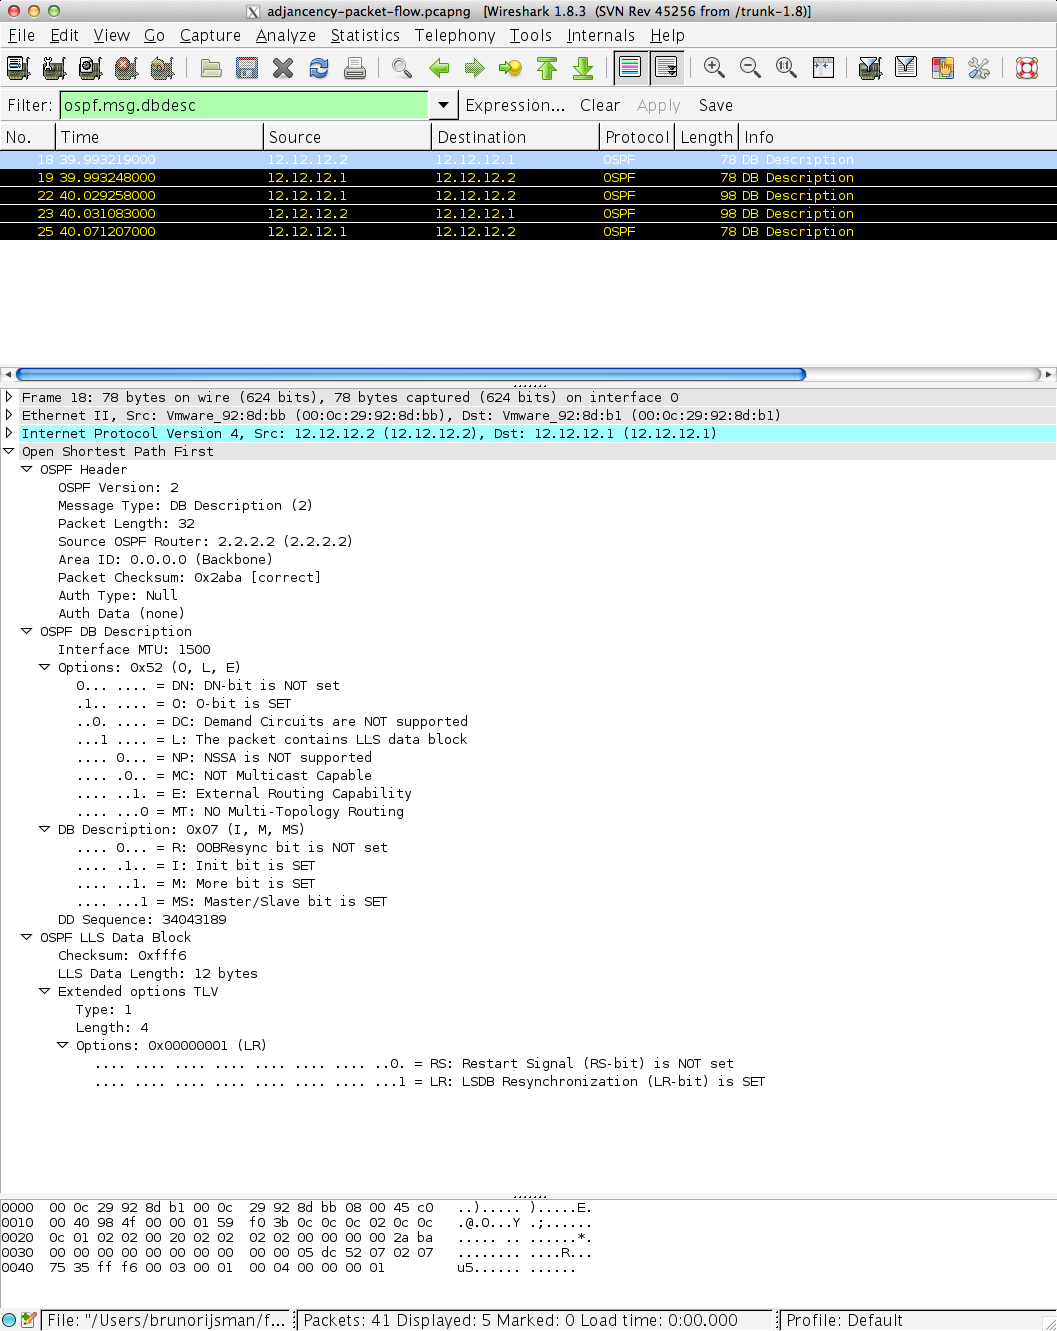 adjancency-packet-flow.pcapng   [Wireshark 1.8.3  (SVN Rev 45256 from /trunk-1.8)]
File Edit View Go Capture Analyze Statistics Telephony Tools Internals Help
Filter: ospf.msg.dbdesc Expression... Clear Apply Save
No. Time Source Destination Protocol Length Info
18 39.993219000 12.12.12.2 12.12.12.1 OSPF 78 DB Description
19 39.993248000 12.12.12.1 12.12.12.2 OSPF 78 DB Description
22 40.029258000 12.12.12.1 12.12.12.2 OSPF 98 DB Description
23 40.031083000 12.12.12.2 12.12.12.1 OSPF 98 DB Description
25 40.071207000 12.12.12.1 12.12.12.2 OSPF 78 DB Description
Frame 18: 78 bytes on wire (624 bits), 78 bytes captured (624 bits) on interface 0
Ethernet II, Src: Vmware_92:8d:bb (00:0c:29:92:8d:bb), Dst: Vmware_92:8d:b1 (00:0c:29:92:8d:b1)
Internet Protocol Version 4, Src: 12.12.12.2 (12.12.12.2), Dst: 12.12.12.1 (12.12.12.1)
Open Shortest Path First
OSPF Header
OSPF Version: 2
Message Type: DB Description (2)
Packet Length: 32
Source OSPF Router: 2.2.2.2 (2.2.2.2)
Area ID: 0.0.0.0 (Backbone)
Packet Checksum: 0x2aba [correct]
Auth Type: Null
Auth Data (none)
OSPF DB Description
Interface MTU: 1500
Options: 0x52 (O, L, E)
0... .... = DN: DN-bit is NOT set
.1.. .... = O: O-bit is SET
..0. .... = DC: Demand Circuits are NOT supported
...1 .... = L: The packet contains LLS data block
.... 0... = NP: NSSA is NOT supported
.... .0.. = MC: NOT Multicast Capable
.... ..1. = E: External Routing Capability
.... ...0 = MT: NO Multi-Topology Routing
DB Description: 0x07 (I, M, MS)
.... 0... = R: OOBResync bit is NOT set
.... .1.. = I: Init bit is SET
.... ..1. = M: More bit is SET
.... ...1 = MS: Master/Slave bit is SET
DD Sequence: 34043189
OSPF LLS Data Block
Checksum: 0xfff6
LLS Data Length: 12 bytes
Extended options TLV
Type: 1
Length: 4
Options: 0x00000001 (LR)
.... .... .... .... .... .... .... ..0. = RS: Restart Signal (RS-bit) is NOT set
.... .... .... .... .... .... .... ...1 = LR: LSDB Resynchronization (LR-bit) is SET
0000  00 0c 29 92 8d b1 00 0c  29 92 8d bb 08 00 45 c0   ..)..... ).....E.
0010  00 40 98 4f 00 00 01 59  f0 3b 0c 0c 0c 02 0c 0c   .@.O...Y .;......
0020  0c 01 02 02 00 20 02 02  02 02 00 00 00 00 2a ba   ..... .. ......*.
0030  00 00 00 00 00 00 00 00  00 00 05 dc 52 07 02 07   ........ ....R...
0040  75 35 ff f6 00 03 00 01  00 04 00 00 00 01   u5...... ......
File: "/Users/brunorijsman/f... Packets: 41 Displayed: 5 Marked: 0 Load time: 0:00.000 Profile: Default